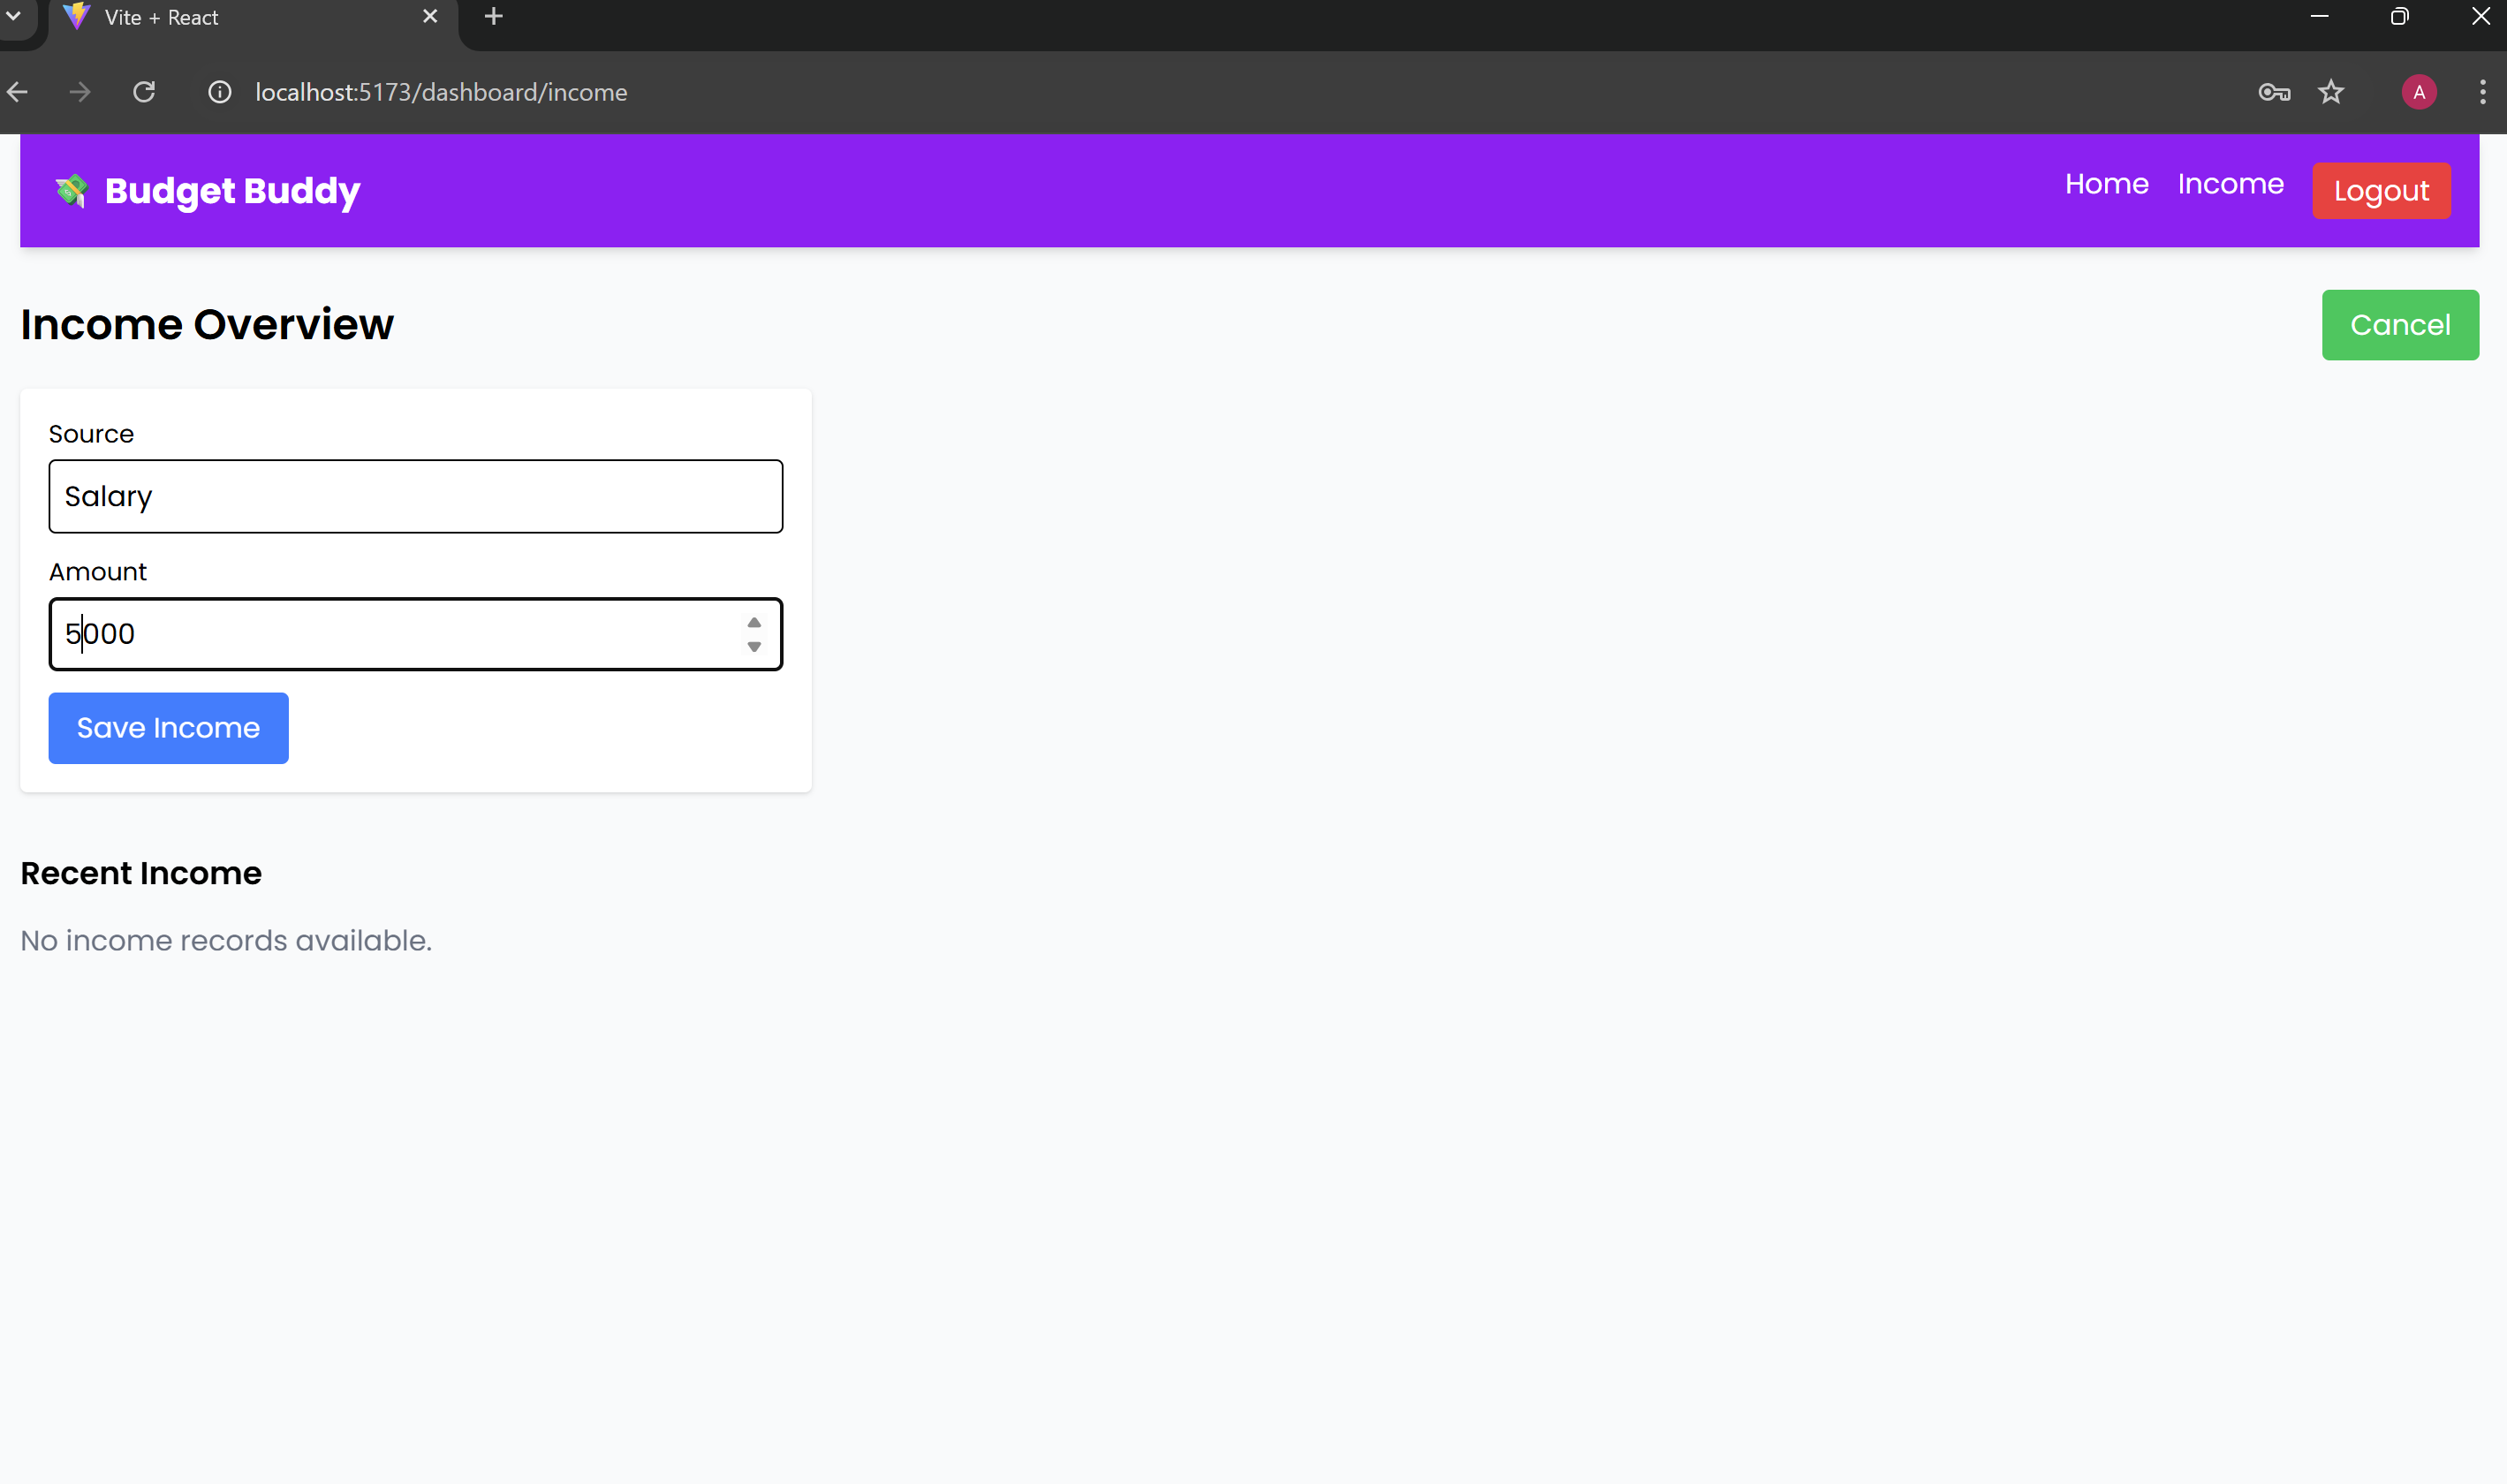 Vite + React
localhost:5173/dashboard/income
A
Budget Buddy
Home Income Logout
Income Overview
Cancel
Source
Salary
Amount
5000
Save Income
Recent Income
No income records available.